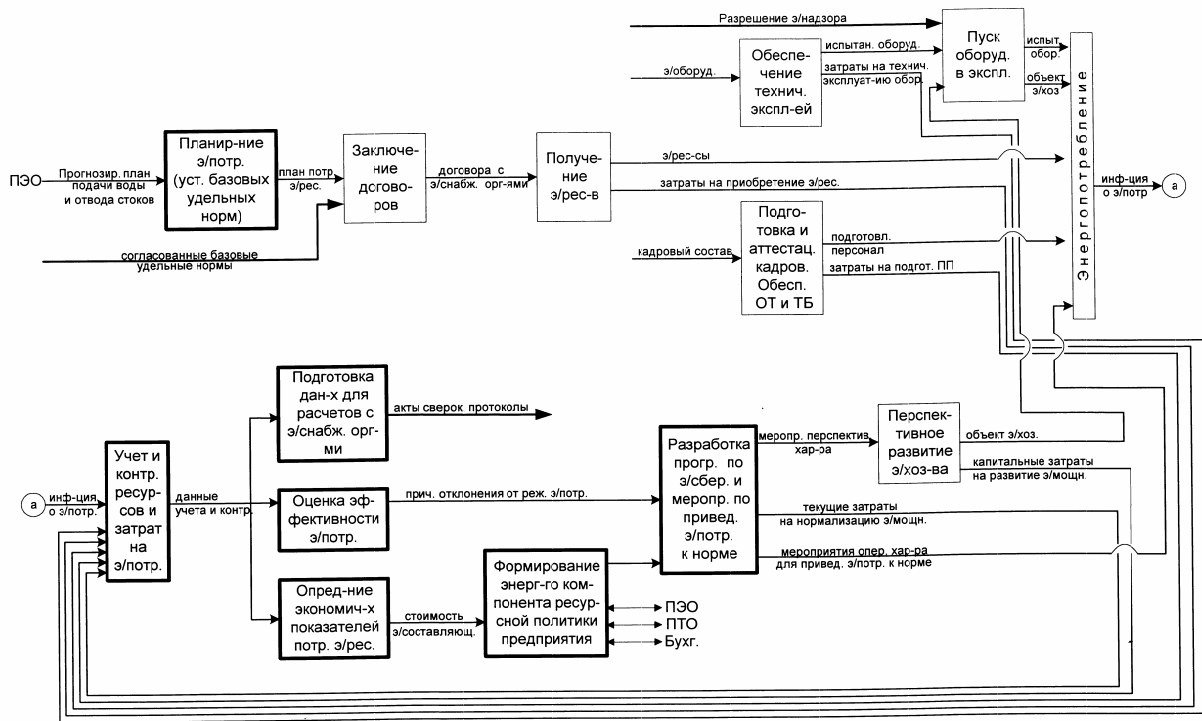 Разрешение э/надзора
э/оборуд.
Обеспе-
чение
технич.
экспл-ей
испытан. оборуд.
затраты на технич.
эксплуат-ию обор.
Пуск
оборуд.
в экспл.
испыт.
обор.
объект
э/хоз
Энергопотребление
инф-ция
о э/потр
а
ПЭО
Прогнозир. план
подачи воды
и отвода стоков
Планир-ние
э/потр.
(уст. базовых
удельных
норм)
план потр.
э/рес.
согласованные базовые
удельные нормы
Заключе-
ние
догово-
ров
договора с
э/снабж. орг-ями
Получе-
ние
э/рес-в
э/рес-сы
затраты на приобретение э/рес.
кадровый состав
Подго-
товка и
аттестац.
кадров.
Обесп.
ОТ и ТБ
подготовл.
персонал
затраты на подгот. ПП
а
инф-ция
о э/потр.
Учет и
контр.
ресур-
сов и
затрат
на
э/потр.
данные
учета и контр.
Подготовка
дан-х для
расчетов с
э/снабж. орг-
ми
акты сверок протоколы
Оценка эф-
фективности
э/потр.
прич. отклонения от реж. э/потр.
Опред-ние
экономич-х
показателей
потр. э/рес.
стоимость
э/составляющ.
Формирование
энерг-го ком-
понента ресур-
сной политики
предприятия
ПЭО
ПТО
Бухг.
Разработка
прогр. по
э/сбер. и
меропр. по
привед.
э/потр.
к норме
меропр. перспектив
хар-ра
Перспек-
тивное
развитие
э/хоз-ва
объект э/хоз.
капитальные затраты
на развитие э/мощн.
текущие затраты
на нормализацию э/мощн.
мероприятия опер. хар-ра
для привед. э/потр. к норме